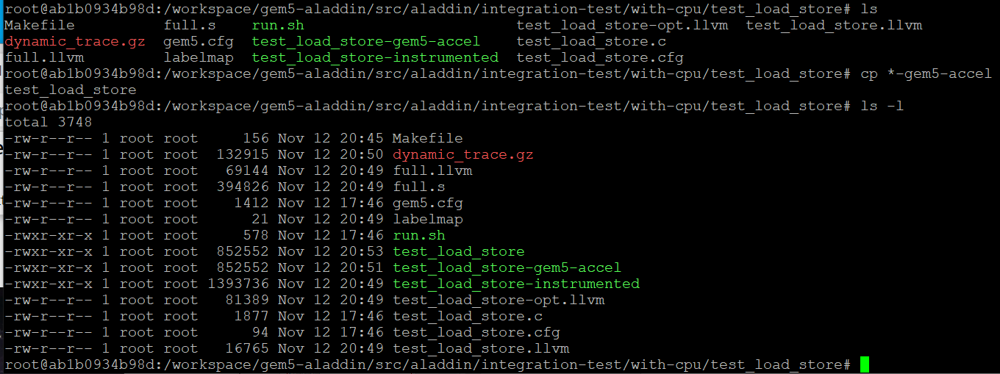 root@ab1b0934b98d:/workspace/gem5-aladdin/src/aladdin/integration-test/with-cpu/test_load_store# ls
Makefile          full.s    run.sh                        test_load_store-opt.llvm  test_load_store.llvm
dynamic_trace.gz  gem5.cfg  test_load_store-gem5-accel    test_load_store.c
full.llvm         labelmap  test_load_store-instrumented  test_load_store.cfg
root@ab1b0934b98d:/workspace/gem5-aladdin/src/aladdin/integration-test/with-cpu/test_load_store# cp *-gem5-accel
test_load_store
root@ab1b0934b98d:/workspace/gem5-aladdin/src/aladdin/integration-test/with-cpu/test_load_store# ls -l
total 3748
-rw-r--r-- 1 root root     156 Nov 12 20:45 Makefile
-rw-r--r-- 1 root root  132915 Nov 12 20:50 dynamic_trace.gz
-rw-r--r-- 1 root root   69144 Nov 12 20:49 full.llvm
-rw-r--r-- 1 root root  394826 Nov 12 20:49 full.s
-rw-r--r-- 1 root root    1412 Nov 12 17:46 gem5.cfg
-rw-r--r-- 1 root root      21 Nov 12 20:49 labelmap
-rwxr-xr-x 1 root root     578 Nov 12 17:46 run.sh
-rwxr-xr-x 1 root root  852552 Nov 12 20:53 test_load_store
-rwxr-xr-x 1 root root  852552 Nov 12 20:51 test_load_store-gem5-accel
-rwxr-xr-x 1 root root 1393736 Nov 12 20:49 test_load_store-instrumented
-rw-r--r-- 1 root root   81389 Nov 12 20:49 test_load_store-opt.llvm
-rw-r--r-- 1 root root    1877 Nov 12 17:46 test_load_store.c
-rw-r--r-- 1 root root      94 Nov 12 17:46 test_load_store.cfg
-rw-r--r-- 1 root root   16765 Nov 12 20:49 test_load_store.llvm
root@ab1b0934b98d:/workspace/gem5-aladdin/src/aladdin/integration-test/with-cpu/test_load_store#